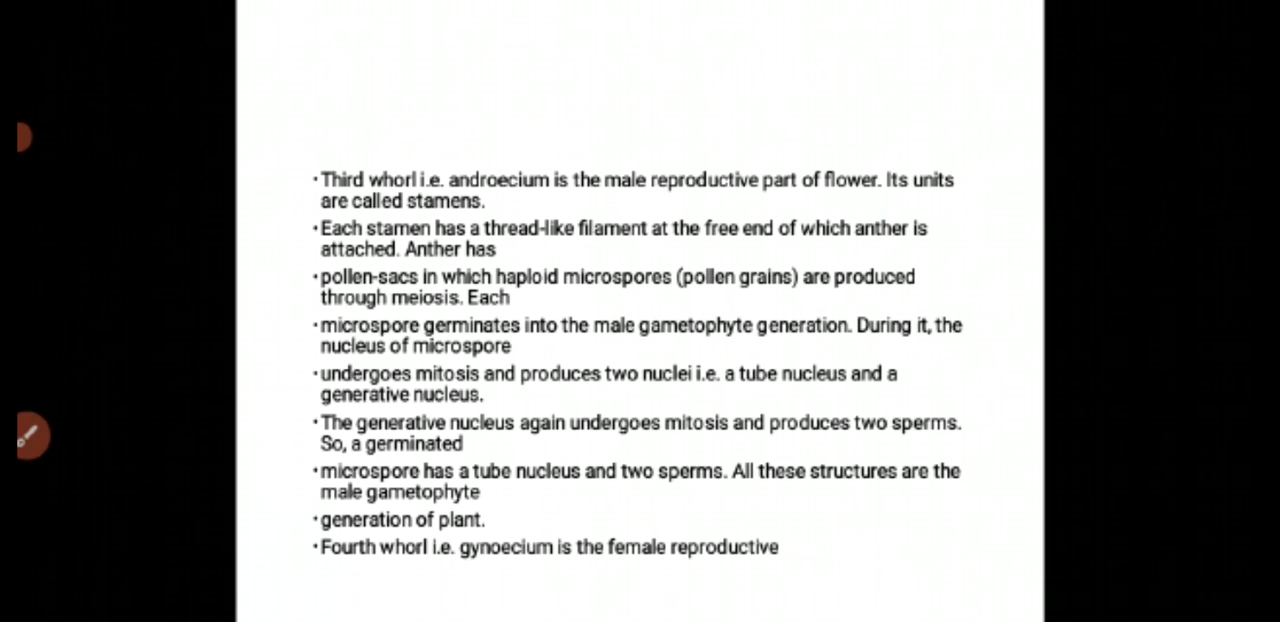 ·Third whorl i.e. androecium is the male reproductive part of flower. Its units
are called stamens.
·Each stamen has a thread-like filament at the free end of which anther is
attached. Anther has
·pollen-sacs in which haploid microspores (pollen grains) are produced
through meiosis. Each
·microspore germinates into the male gametophyte generation. During it, the
nucleus of microspore
·undergoes mitosis and produces two nuclei i.e. a tube nucleus and a
generative nucleus.
·The generative nucleus again undergoes mitosis and produces two sperms.
So, a germinated
·microspore has a tube nucleus and two sperms. All these structures are the
male gametophyte
·generation of plant.
·Fourth whorl i.e. gynoecium is the female reproductive